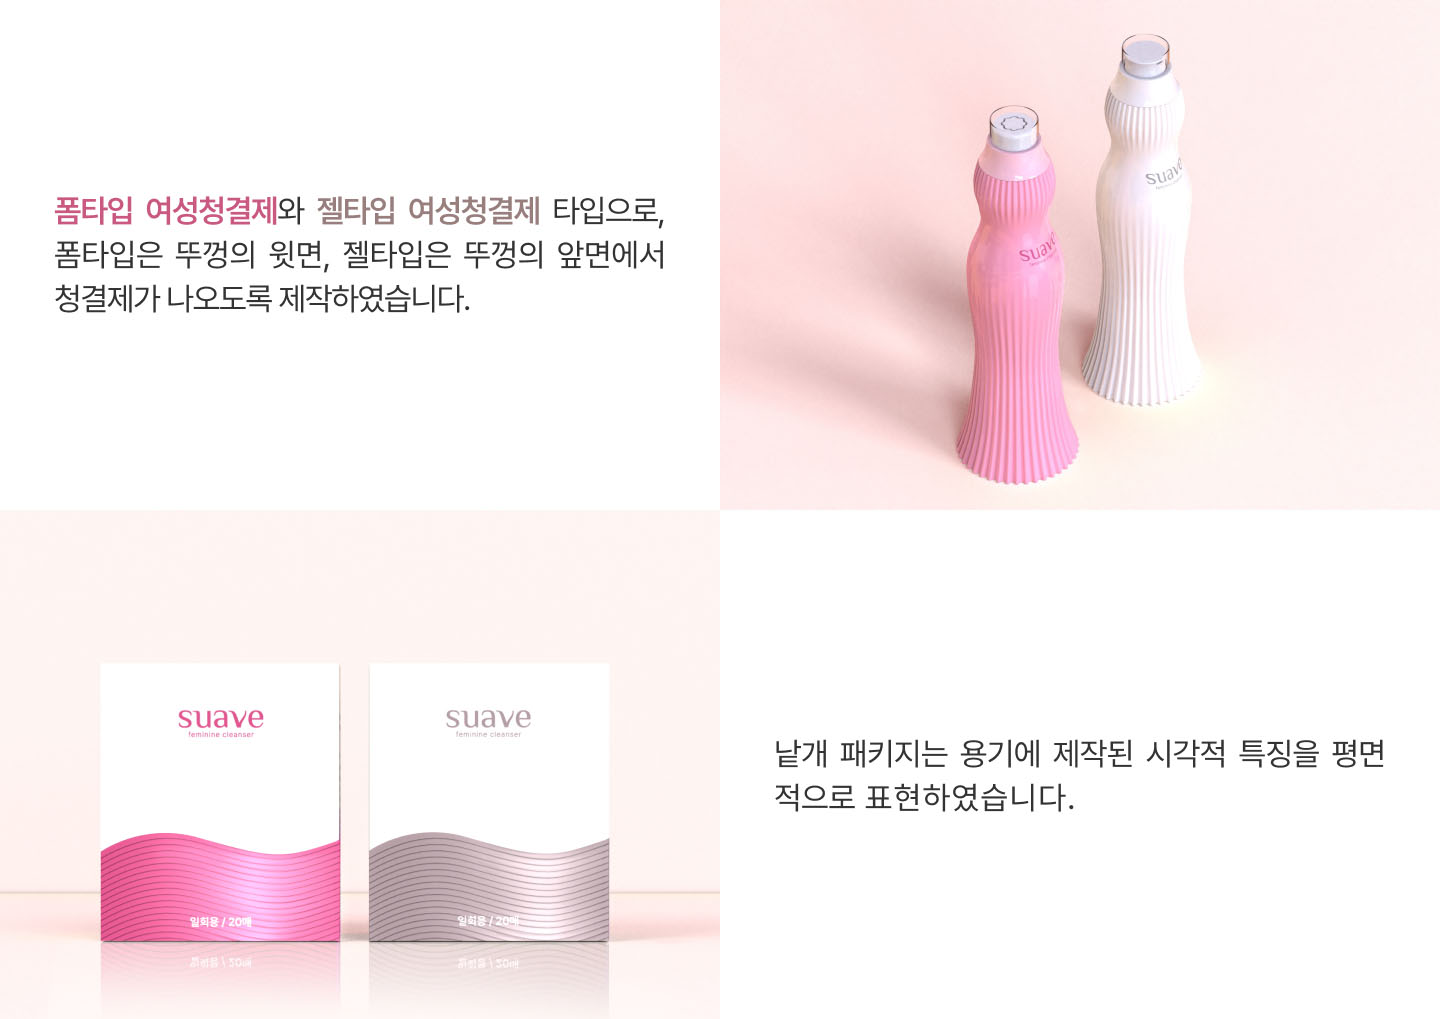 폼타입 여성청결제와 젤타입 여성청결제 타입으로,
폼타입은 뚜껑의 윗면, 젤타입은 뚜껑의 앞면에서
청결제가 나오도록 제작하였습니다.
suave
suave
feminine cleanser
suave
feminine cleanser
일회용 / 20매
suave
feminine cleanser
일회용 / 20매
낱개 패키지는 용기에 제작된 시각적 특징을 평면
적으로 표현하였습니다.